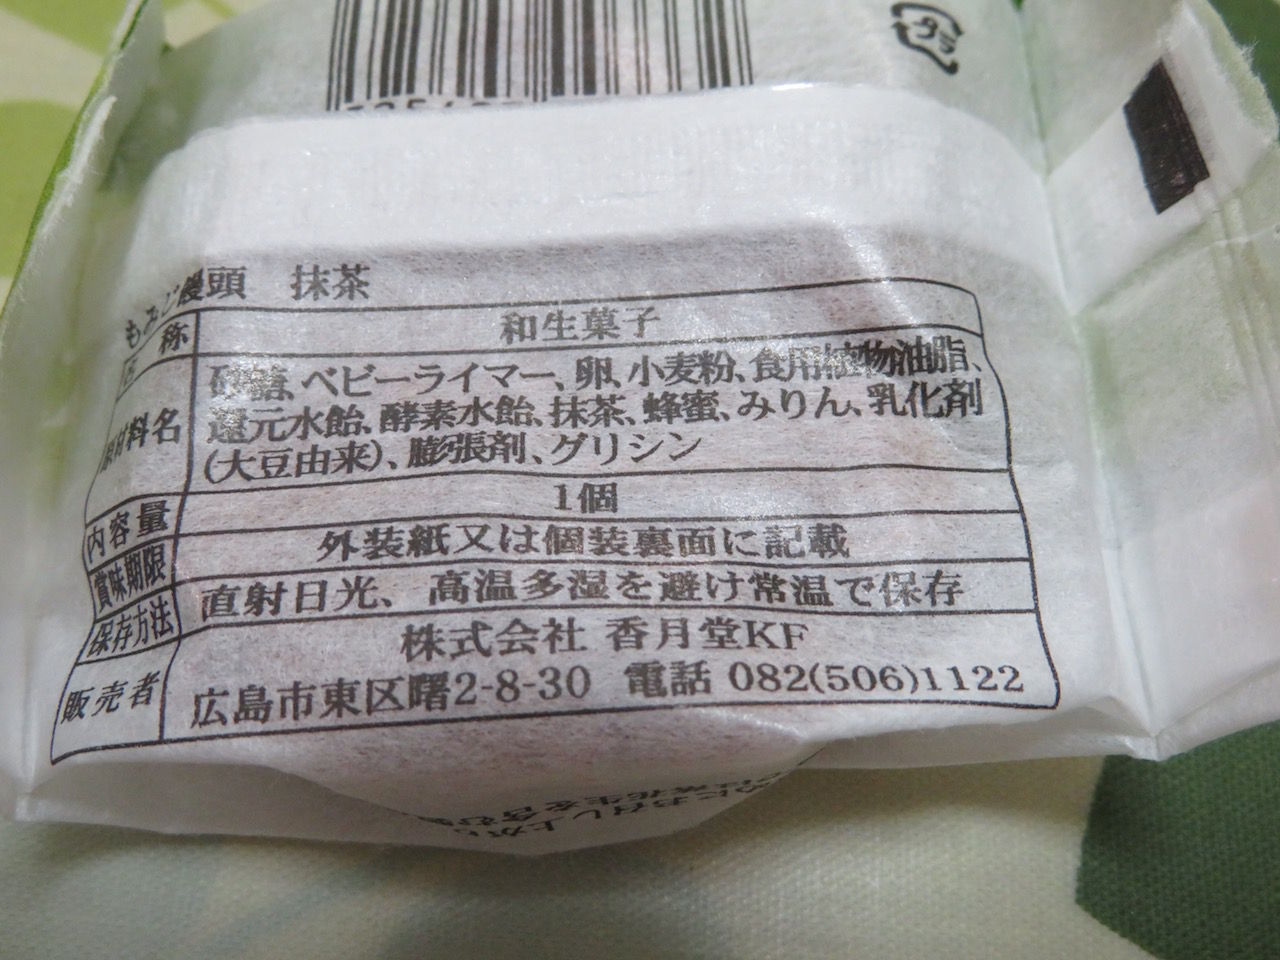 プラ
もみじ饅頭 抹茶
名称 和生菓子
原材料名 砂糖、ベビーライマー、卵、小麦粉、食用植物油脂、
還元水飴、酵素水飴、抹茶、蜂蜜、みりん、乳化剤
(大豆由来)、膨張剤、グリシン
内容量 1個
賞味期限 外装紙又は個装裏面に記載
保存方法 直射日光、高温多湿を避け常温で保存
販売者 株式会社 香月堂KF
広島市東区曙2-8-30 電話 082(506)1122